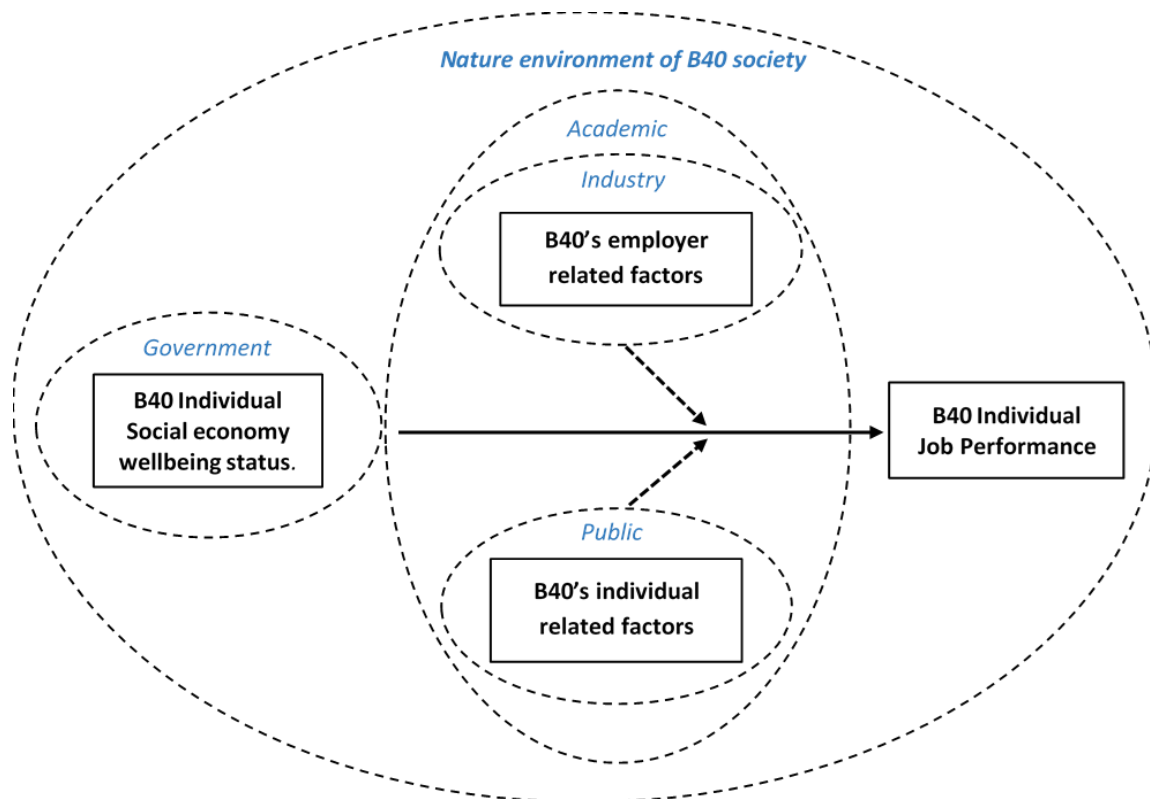 Nature environment of B40 society
Academic
Industry
B40's employer
related factors
Government
B40 Individual
Social economy
wellbeing status.
B40 Individual
Job Performance
Public
B40's individual
related factors